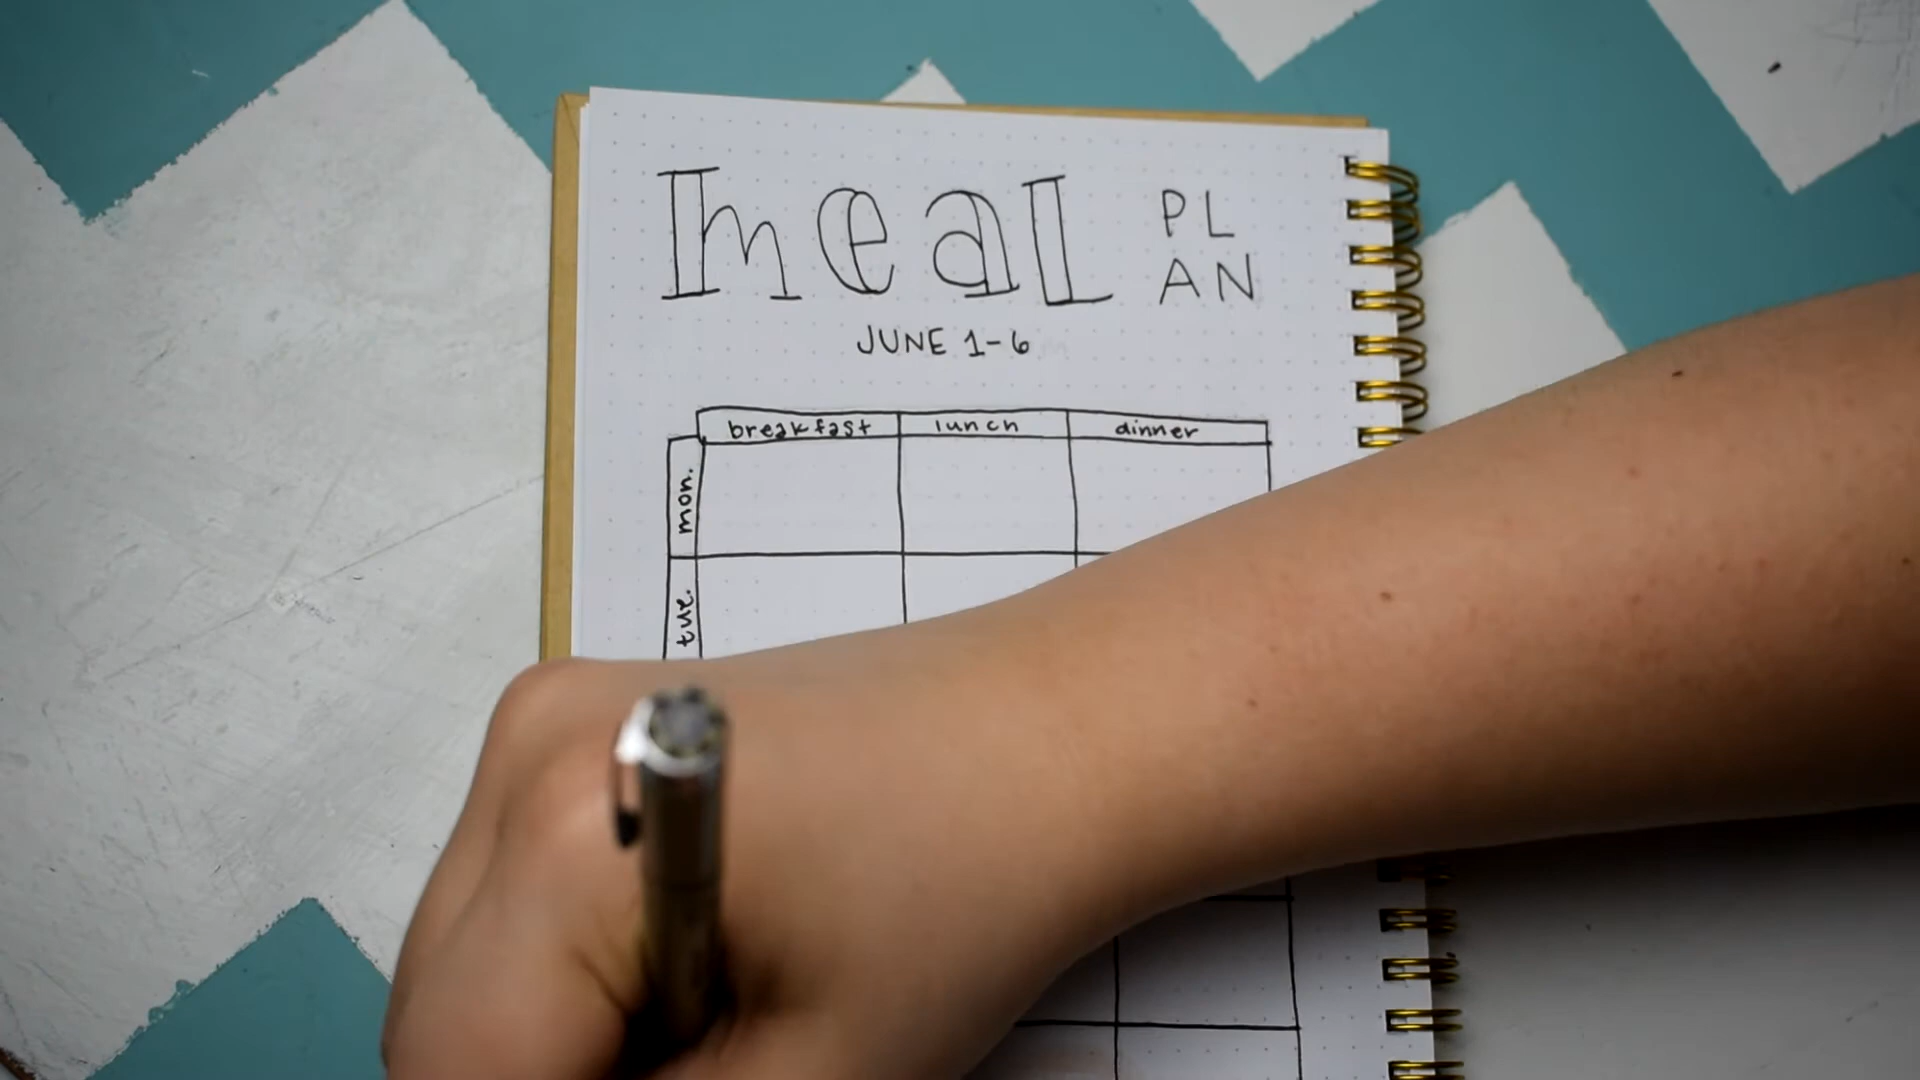 meal PL
AN
JUNE 1-6
breakfast lunch dinner
mon.
tue.